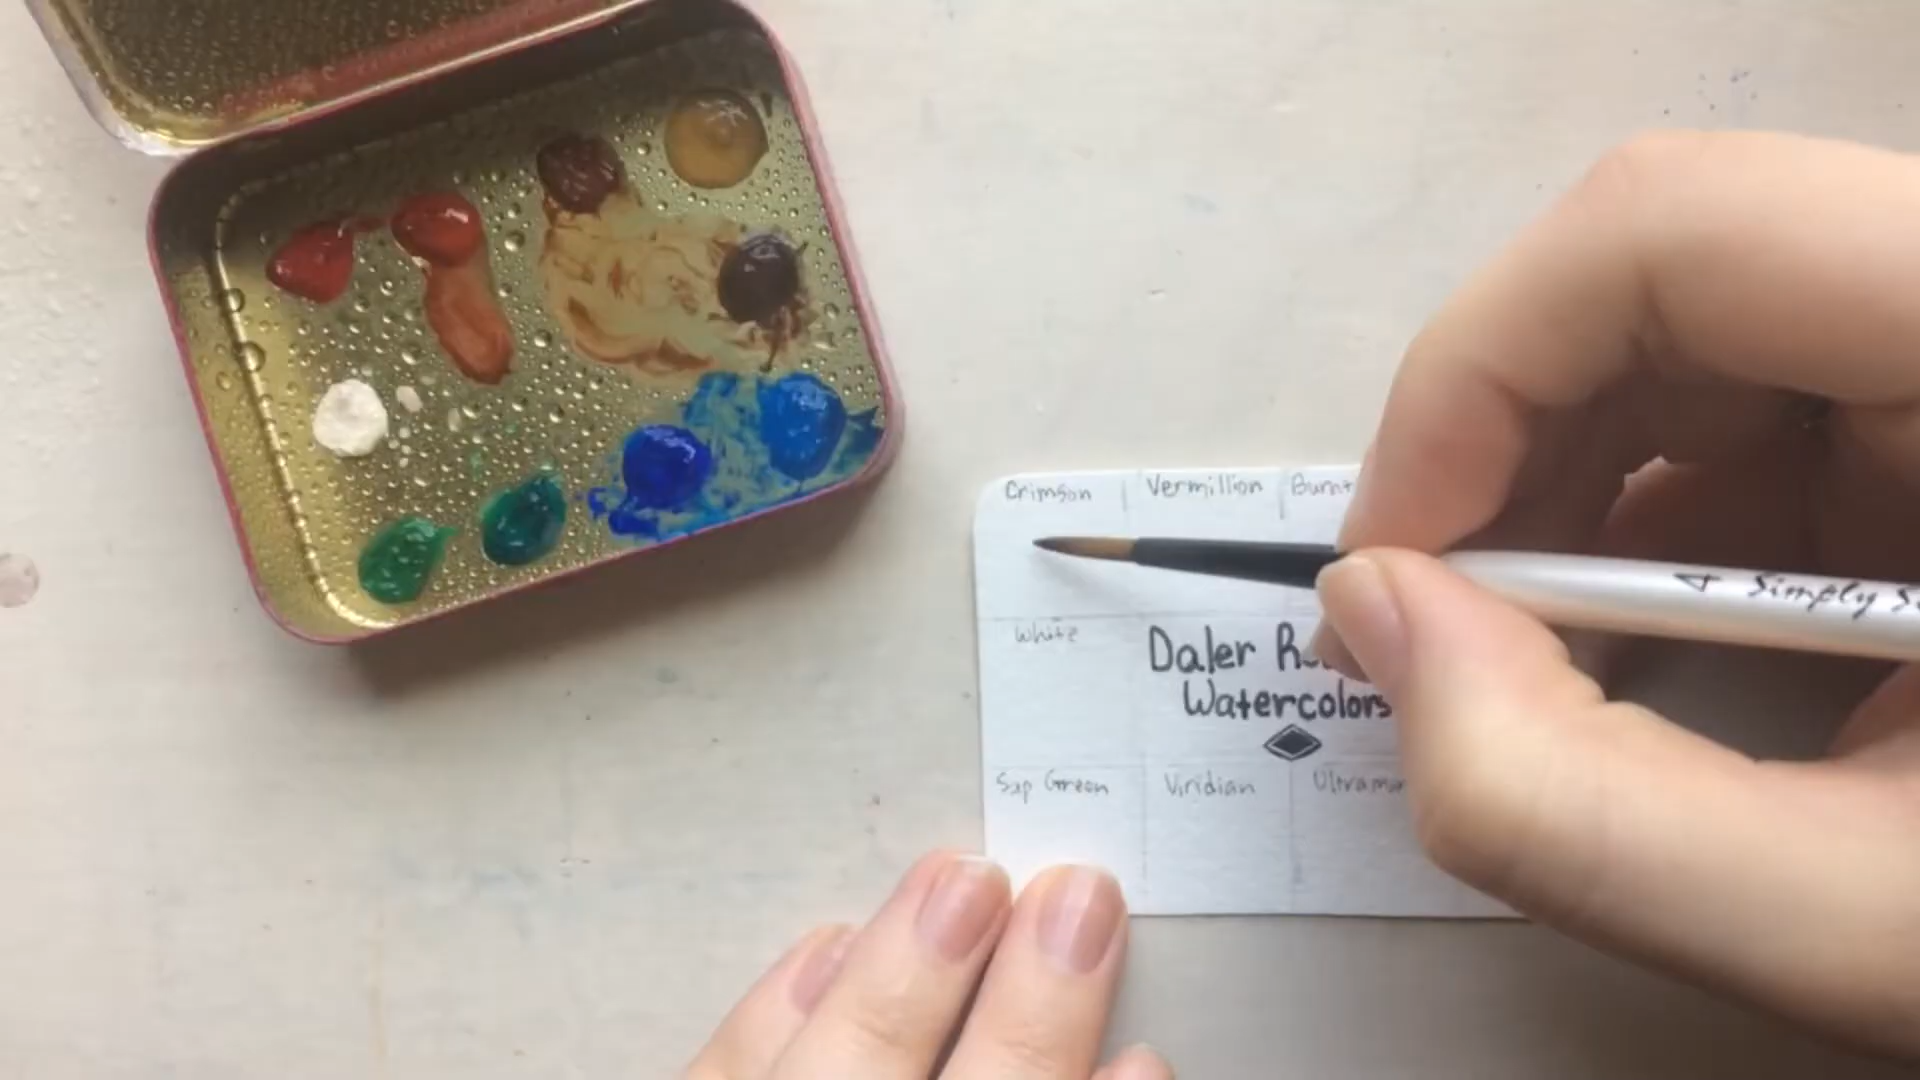 Crimson Vermillion Burnt
White
Daler
Watercolors
Sap Green Viridian
Simply